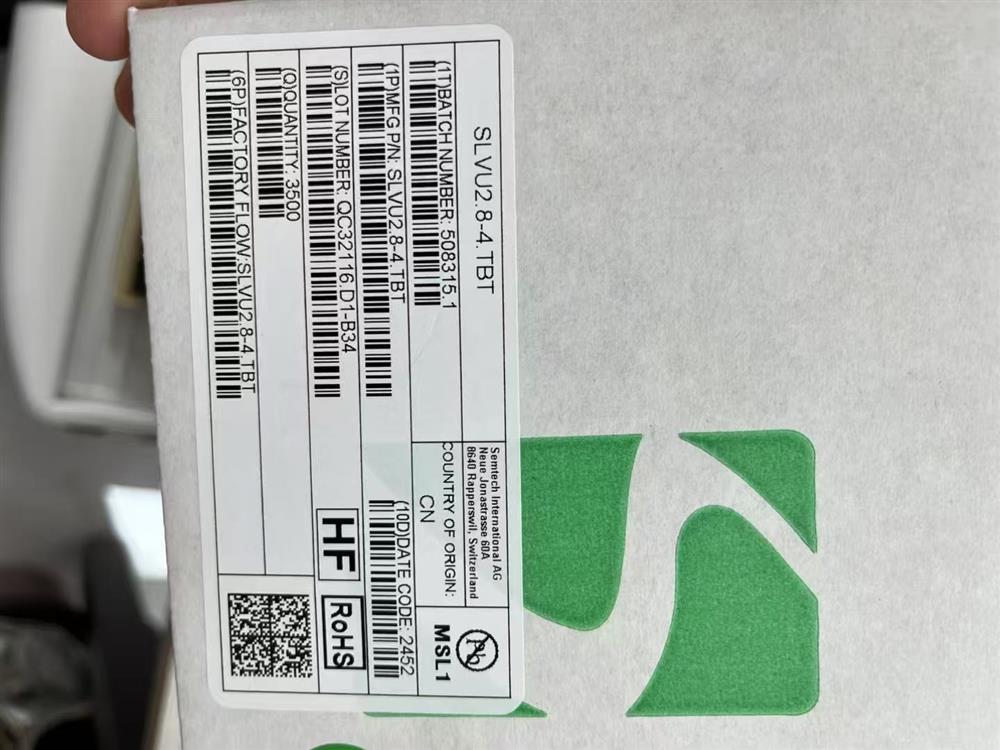 SLVU2.8-4.TBT
Semtech International AG
Neue Jonastrasse 60A
8640 Rapperswil, Switzerland
Pb
MSL1
(1T)BATCH NUMBER: 508315.1
COUNTRY OF ORIGIN:
CN
(1P)MFG P/N: SLVU2.8-4.TBT
(10D)DATE CODE: 2452
(S)LOT NUMBER: QC32116.D1-B34
HF
RoHS
(Q)QUANTITY: 3500
(6P)FACTORY FLOW:SLVU2.8-4.TBT